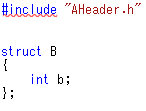 #include "AHeader.h"
struct B
{
    int b;
};